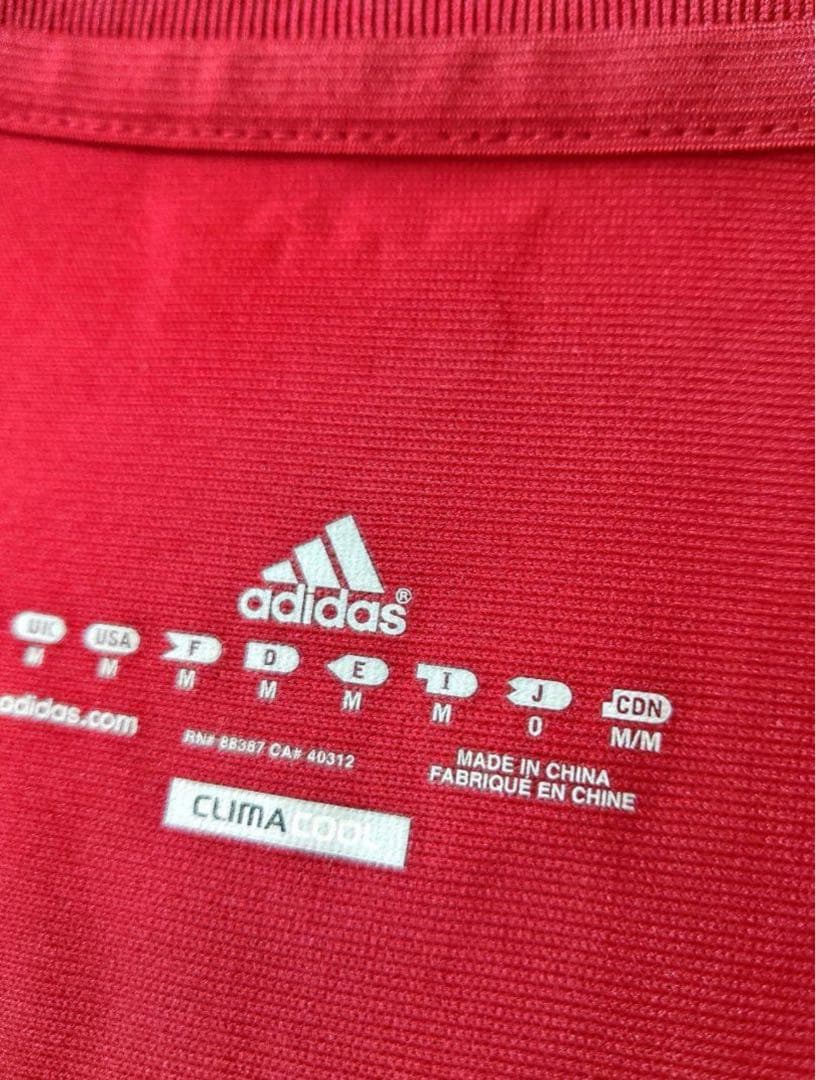 adidas®
UK USA F D E I J CDN
M M M M M M O M/M
adidas.com
RN# 88387 CA# 40312
MADE IN CHINA
FABRIQUÉ EN CHINE
CLIMACOOL